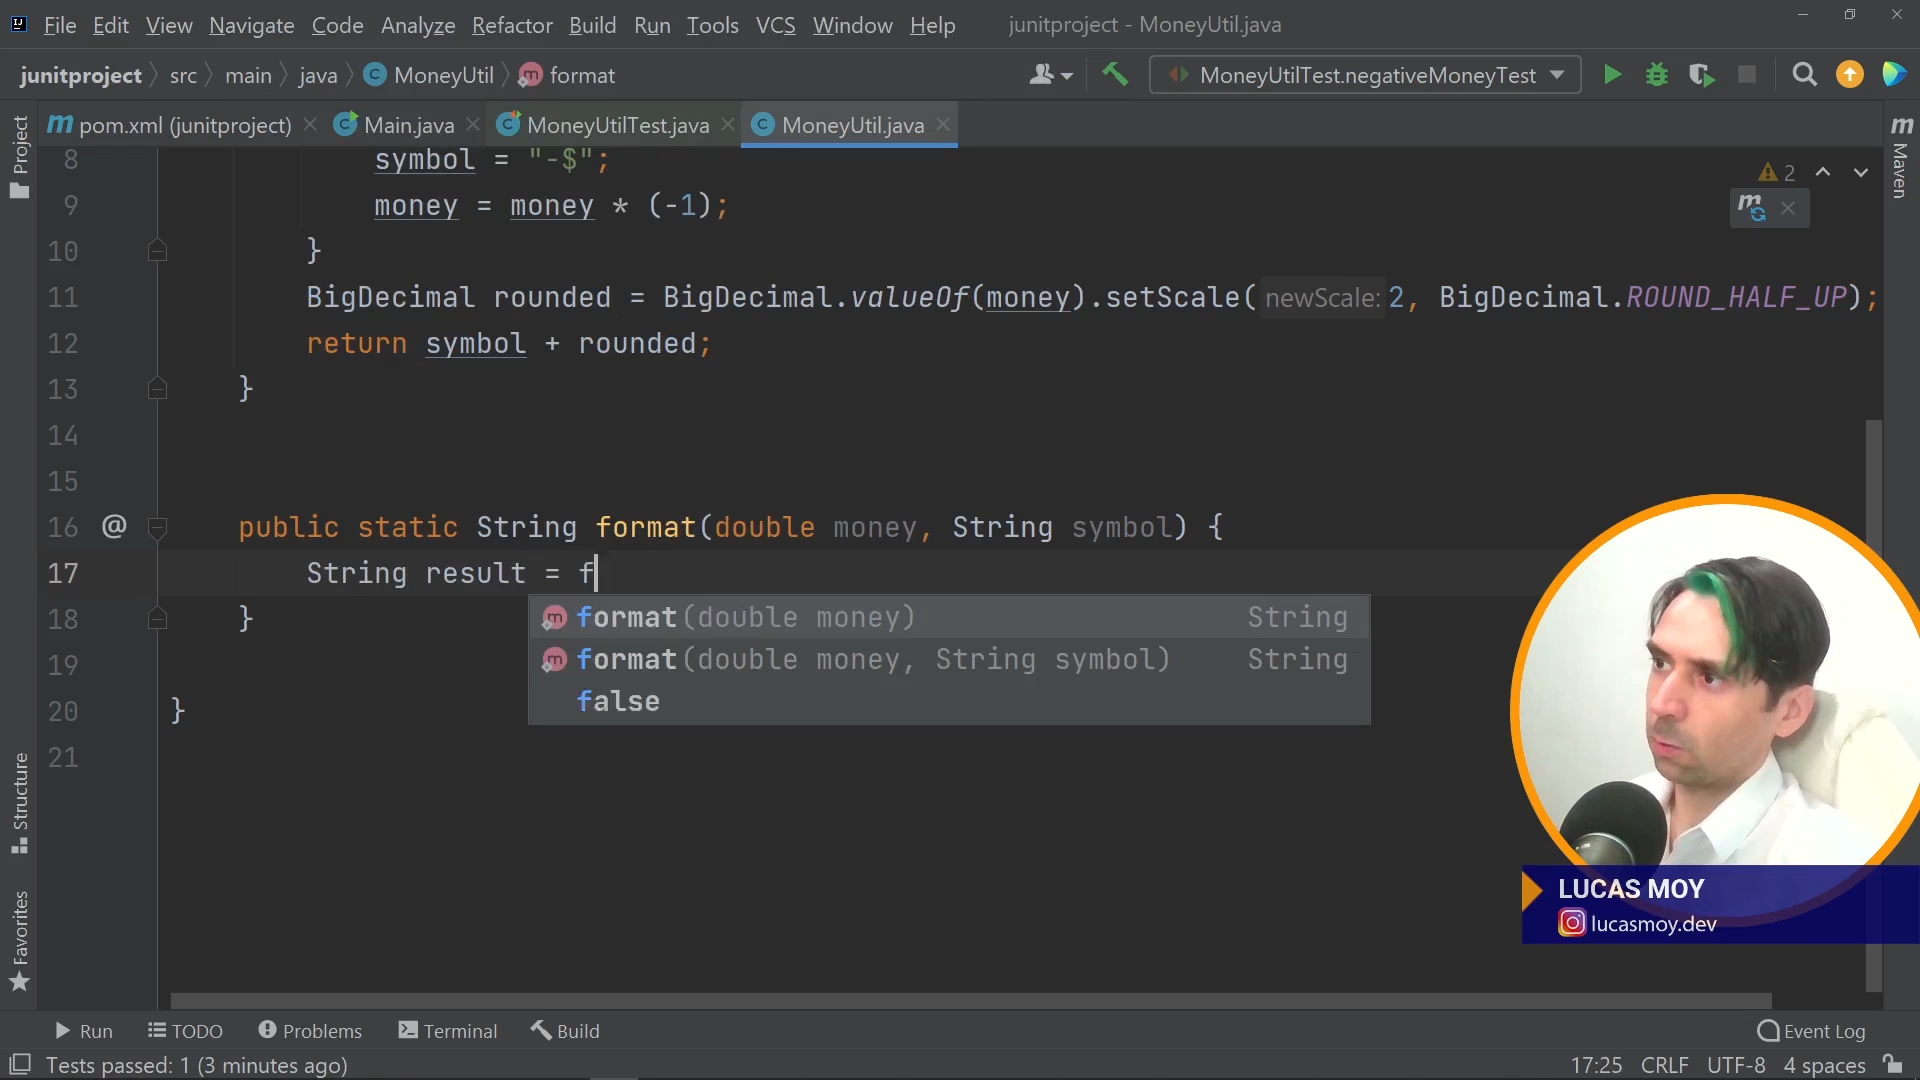 File Edit View Navigate Code Analyze Refactor Build Run Tools VCS Window Help junitproject - MoneyUtil.java
junitproject src main java MoneyUtil format MoneyUtilTest.negativeMoneyTest
pom.xml (junitproject) Main.java MoneyUtilTest.java MoneyUtil.java
Project
Structure
Favorites
Maven
2
8 symbol = "-$";
9 money = money * (-1);
10 }
11 BigDecimal rounded = BigDecimal.valueOf(money).setScale( newScale: 2, BigDecimal.ROUND_HALF_UP);
12 return symbol + rounded;
13 }
14
15
16 @ public static String format(double money, String symbol) {
17 String result = f
18 }
19
20 }
21
format(double money) String
format(double money, String symbol) String
false
LUCAS MOY
lucasmoy.dev
Run TODO Problems Terminal Build Event Log
Tests passed: 1 (3 minutes ago) 17:25 CRLF UTF-8 4 spaces